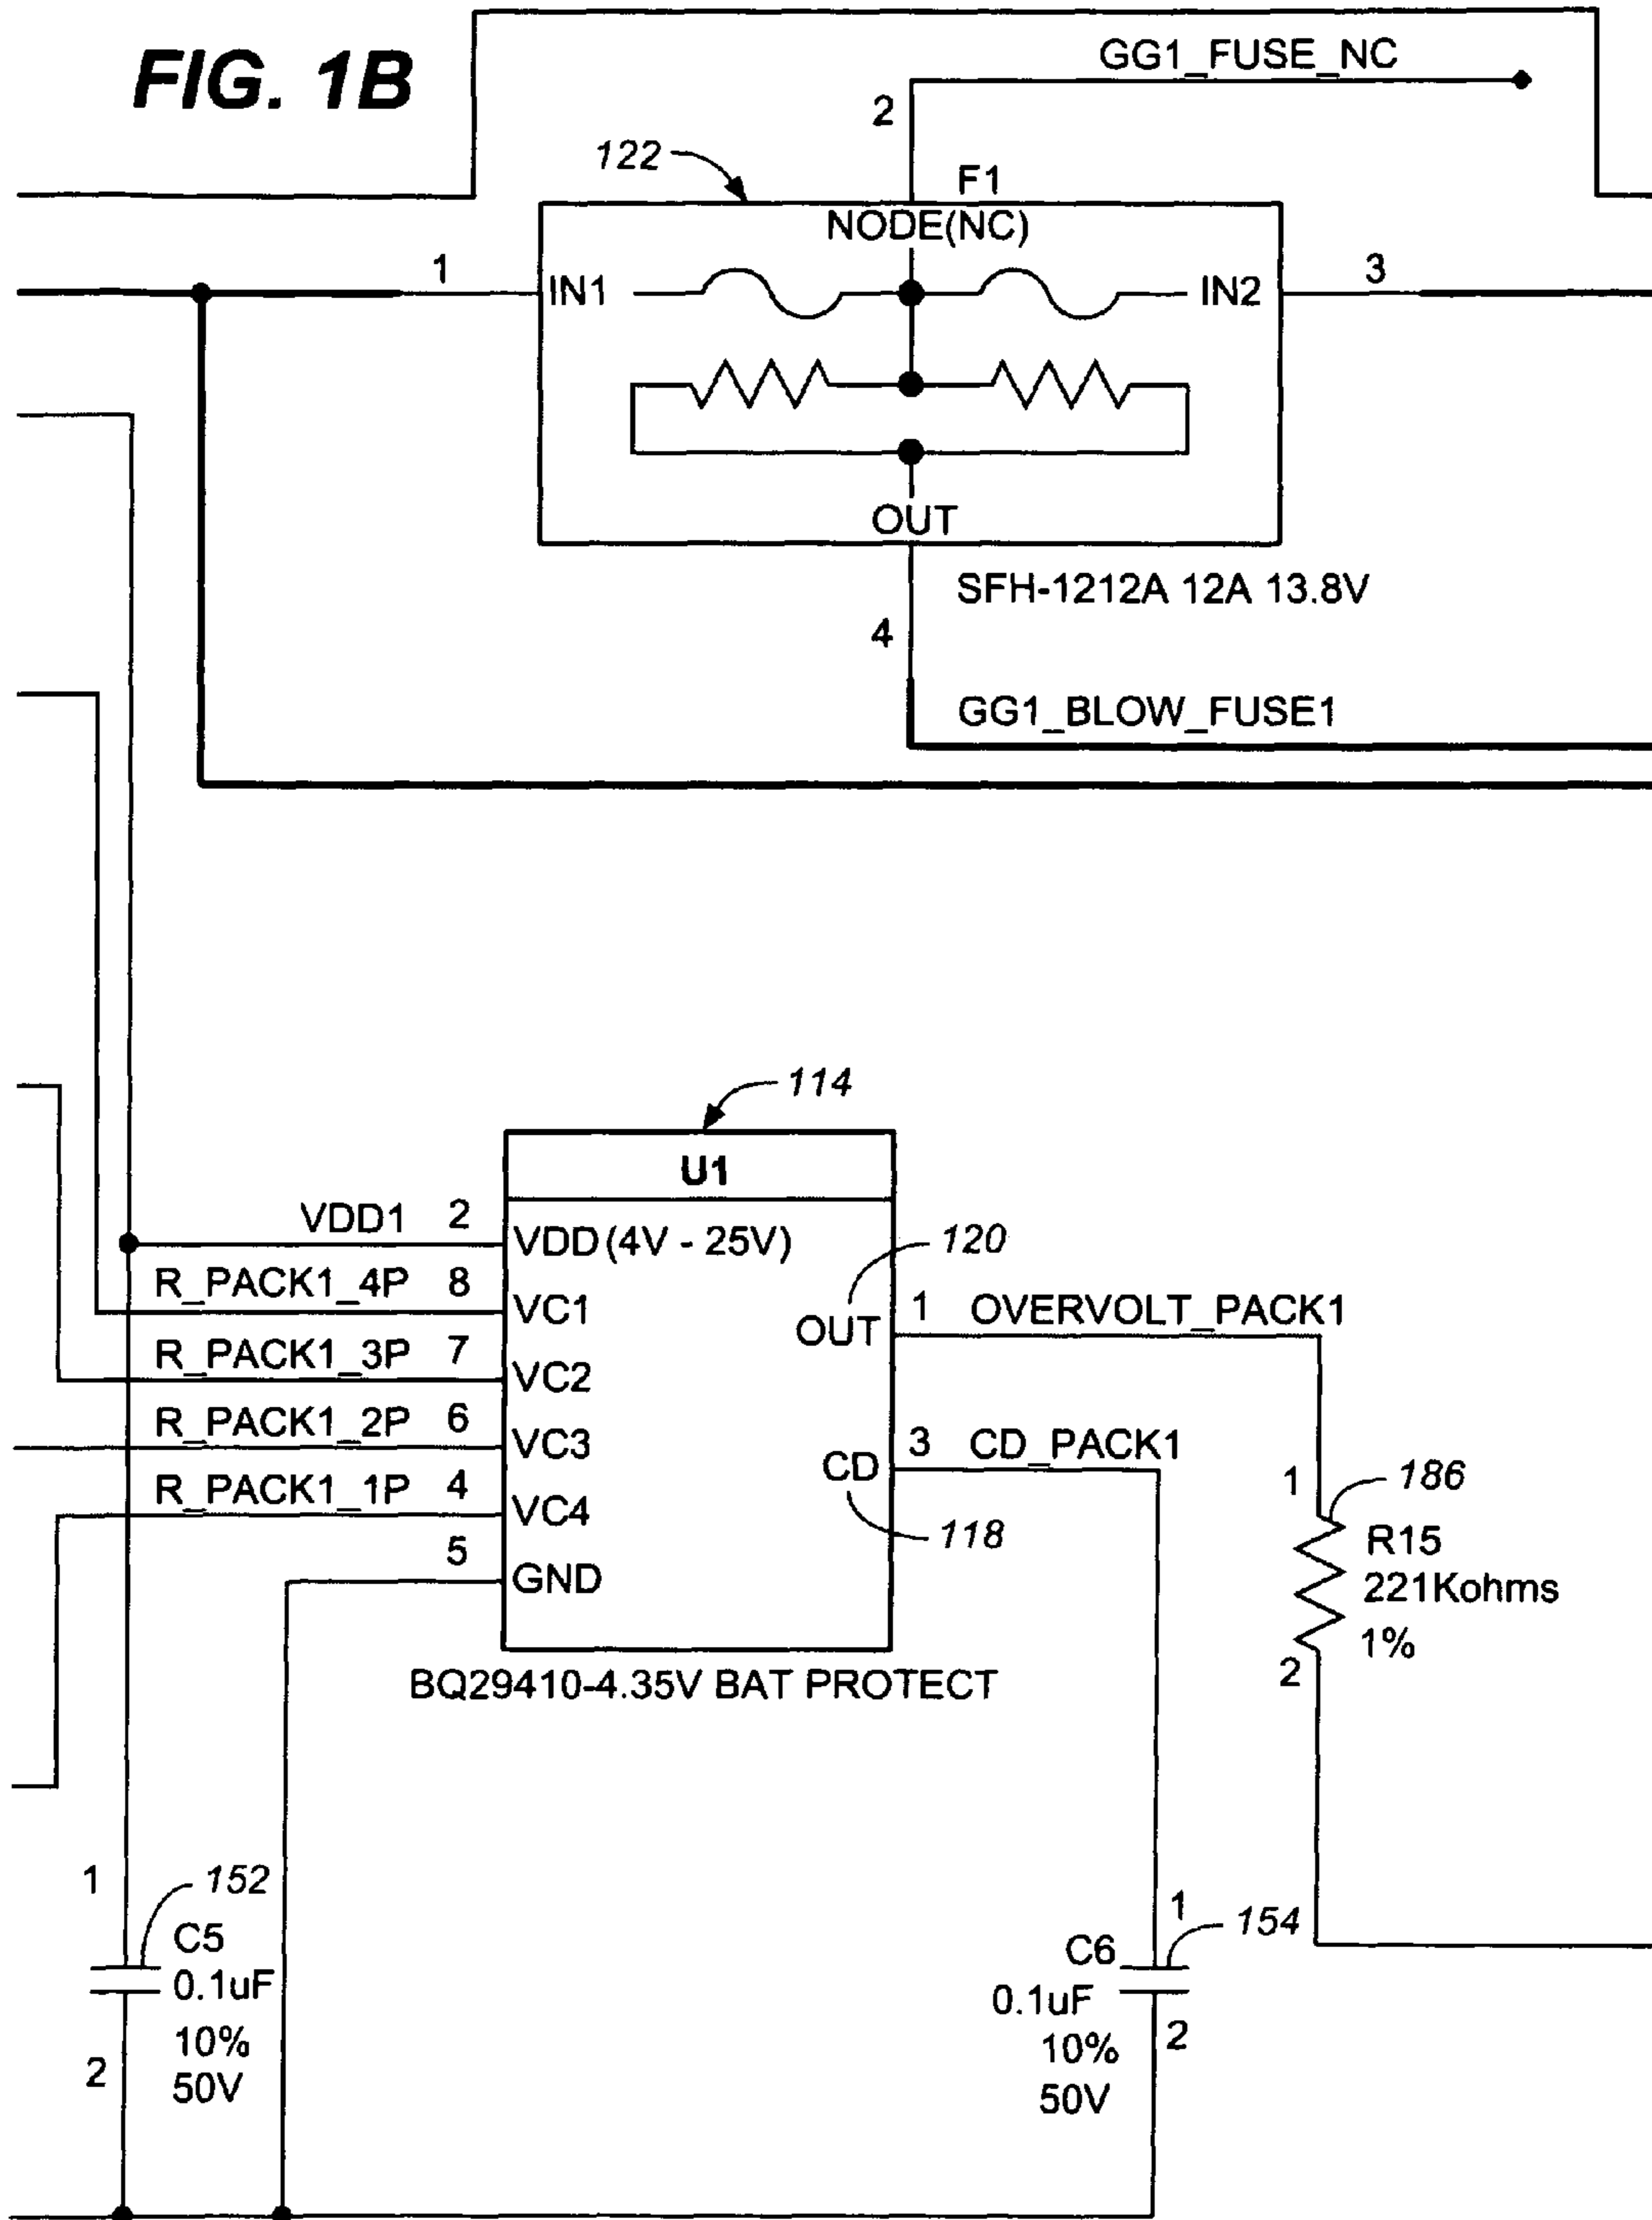 FIG. 1B
GG1_FUSE_NC
2
122
F1
NODE(NC)
1
IN1
IN2
3
OUT
SFH-1212A 12A 13.8V
4
GG1_BLOW_FUSE1
114
U1
VDD1 2
VDD(4V - 25V)
120
R_PACK1_4P 8
VC1
1 OVERVOLT_PACK1
OUT
R_PACK1_3P 7
VC2
R_PACK1_2P 6
VC3
3 CD_PACK1
CD
R_PACK1_1P 4
VC4
118
5
GND
1
186
R15
221Kohms
1%
2
BQ29410-4.35V BAT PROTECT
1
152
C5
0.1uF
10%
50V
2
1
154
C6
0.1uF
10%
50V
2